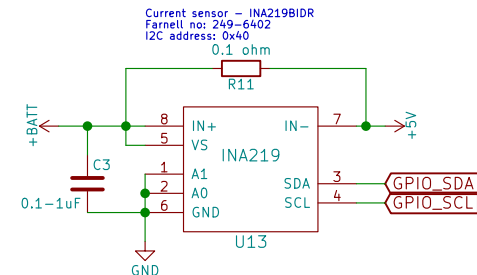 Current sensor - INA219BIDR
Farnell no: 249-6402
I2C address: 0x40
0.1 ohm
R11
+BATT
8 IN+ IN- 7
+5V
5 VS
INA219
C3
1 A1
SDA 3 GPIO_SDA
2 A0
0.1-1uF
SCL 4 GPIO_SCL
6 GND
U13
GND